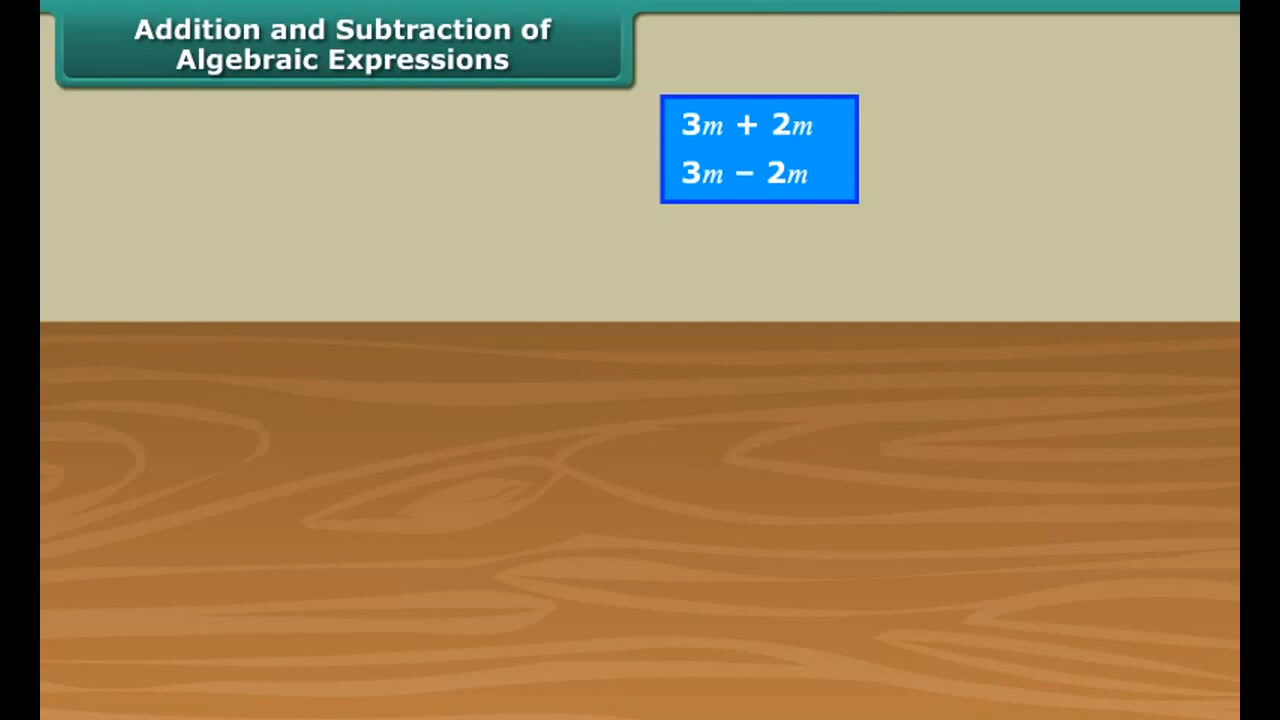 Addition and Subtraction of
Algebraic Expressions
3m + 2m
3m − 2m